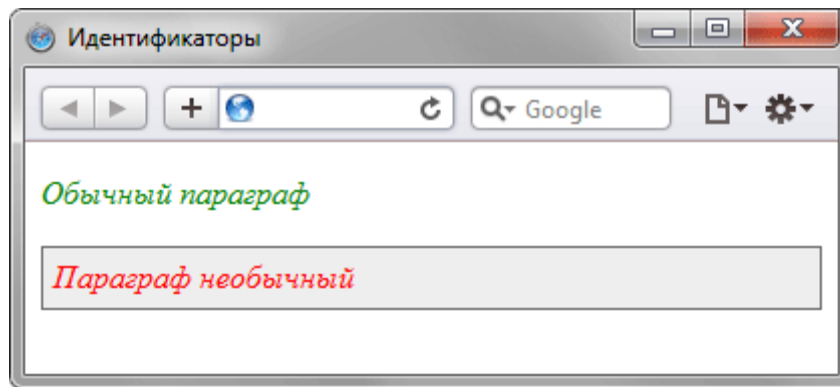 Идентификаторы
Google
Обычный параграф
Параграф необычный